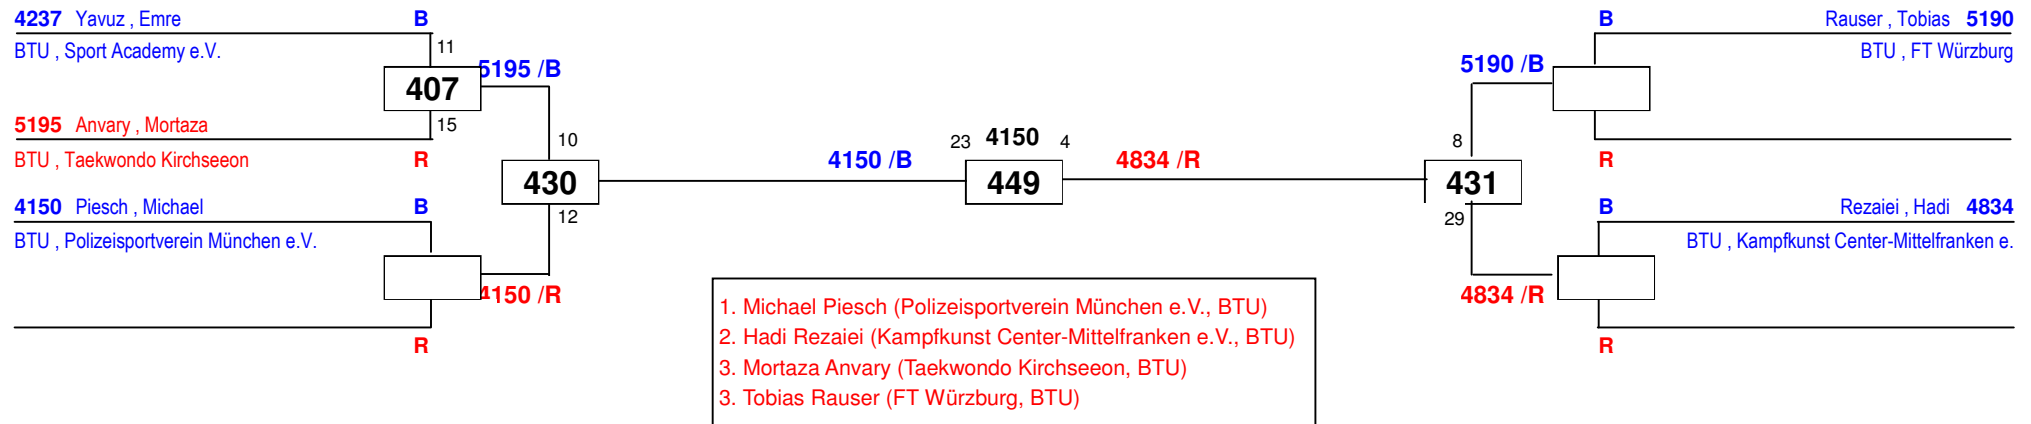 4237 Yavuz , Emre B
BTU , Sport Academy e.V.
11
5195 /B
407
5195 Anvary , Mortaza
15
BTU , Taekwondo Kirchseeon R
10
430
12
4150 Piesch , Michael B
BTU , Polizeisportverein München e.V.
4150 /R
R
4150 /B
23 4150 4
449
4834 /R
B Rauser , Tobias 5190
BTU , FT Würzburg
5190 /B
8
R
431
29
B Rezaiei , Hadi 4834
BTU , Kampfkunst Center-Mittelfranken e.
4834 /R
R
1. Michael Piesch (Polizeisportverein München e.V., BTU)
2. Hadi Rezaiei (Kampfkunst Center-Mittelfranken e.V., BTU)
3. Mortaza Anvary (Taekwondo Kirchseeon, BTU)
3. Tobias Rauser (FT Würzburg, BTU)